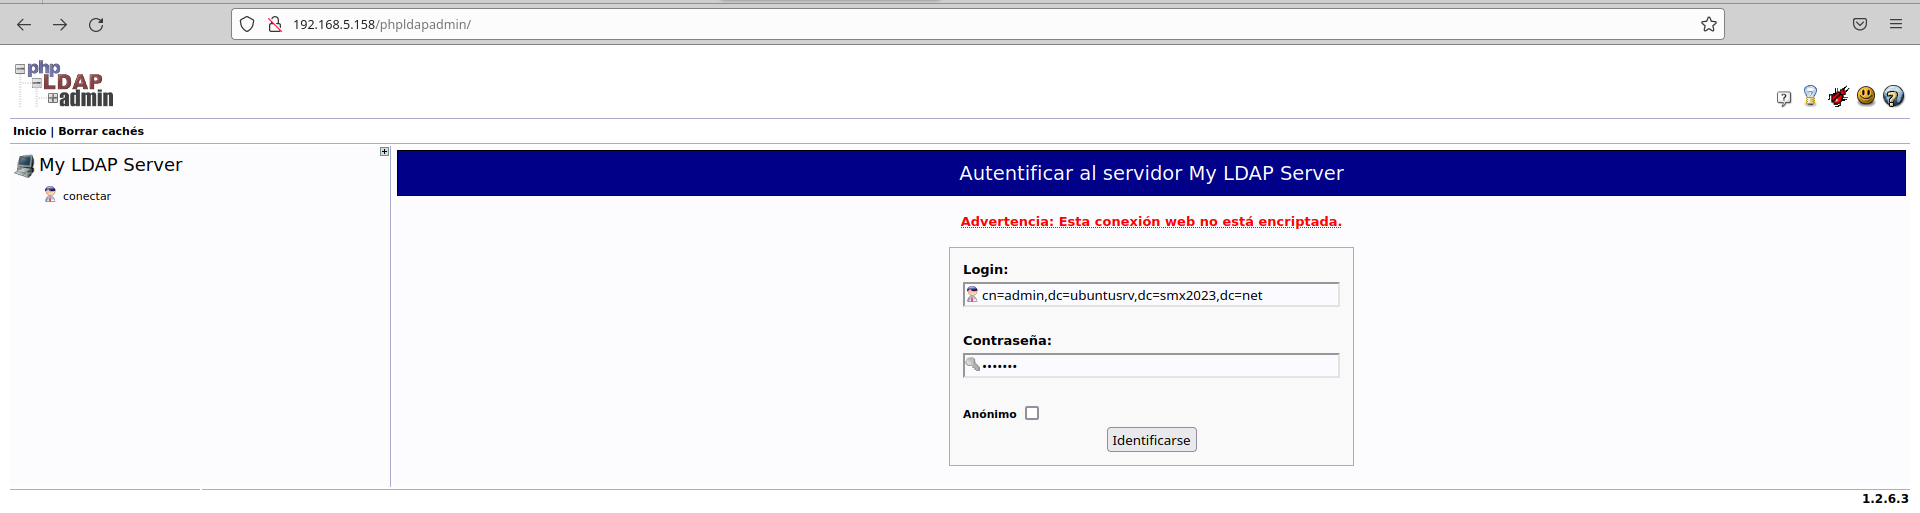 192.168.5.158/phpldapadmin/
php
LDAP
admin
Inicio | Borrar cachés
My LDAP Server
conectar
Autentificar al servidor My LDAP Server
Advertencia: Esta conexión web no está encriptada.
Login:
cn=admin,dc=ubuntusrv,dc=smx2023,dc=net
Contraseña:
•••••••
Anónimo
Identificarse
1.2.6.3